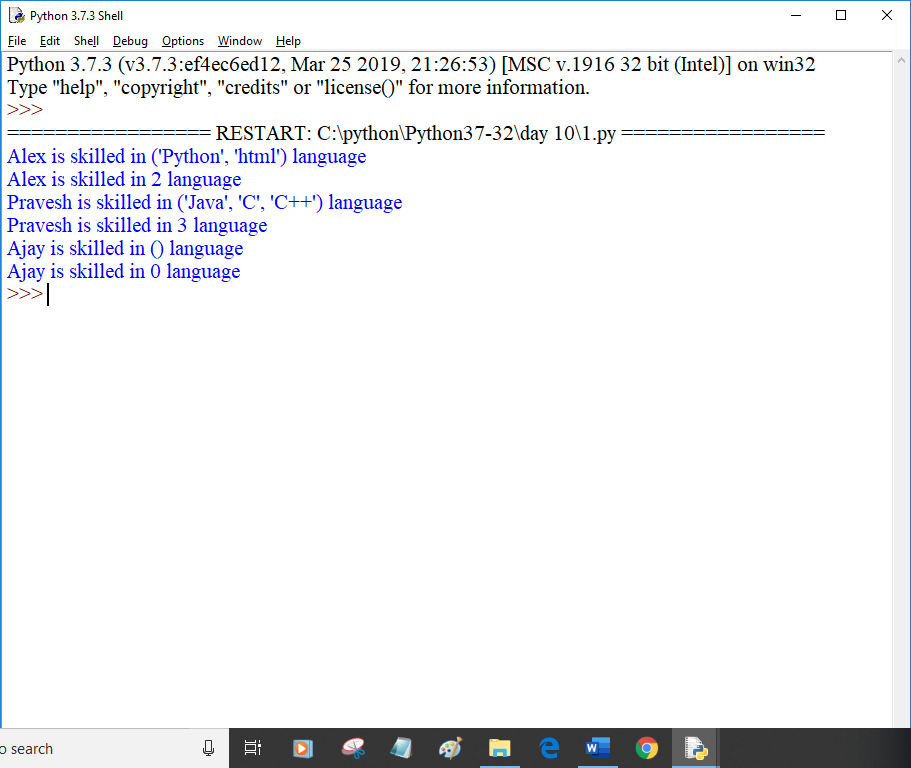 Python 3.7.3 Shell
File Edit Shell Debug Options Window Help
Python 3.7.3 (v3.7.3:ef4ec6ed12, Mar 25 2019, 21:26:53) [MSC v.1916 32 bit (Intel)] on win32
Type "help", "copyright", "credits" or "license()" for more information.
>>>
================= RESTART: C:\python\Python37-32\day 10\1.py =================
Alex is skilled in ('Python', 'html') language
Alex is skilled in 2 language
Pravesh is skilled in ('Java', 'C', 'C++') language
Pravesh is skilled in 3 language
Ajay is skilled in () language
Ajay is skilled in 0 language
>>>
o search